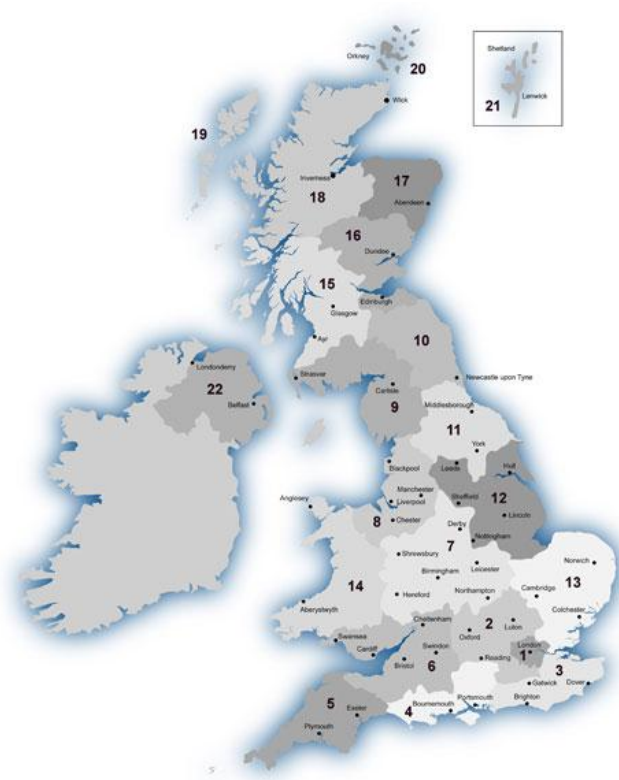 Orkney
20
Shetland
Lerwick
21
Wick
19
Inverness
17
18
Aberdeen
16
Dundee
15
Edinburgh
Glasgow
10
Ayr
Londonderry
Stranraer
Newcastle upon Tyne
22
Carlisle
Belfast
9
Middlesborough
11
York
Blackpool
Leeds
Hull
Manchester
Anglesey
Liverpool
Sheffield
12
Lincoln
8
Chester
Derby
7
Nottingham
Shrewsbury
Leicester
Norwich
Birmingham
13
14
Hereford
Northampton
Cambridge
Aberystwyth
Colchester
Cheltenham
2
Luton
Oxford
Swansea
Swindon
London
1
Cardiff
Bristol
6
Reading
3
Gatwick
Dover
5
Portsmouth
Brighton
4
Bournemouth
Exeter
Plymouth